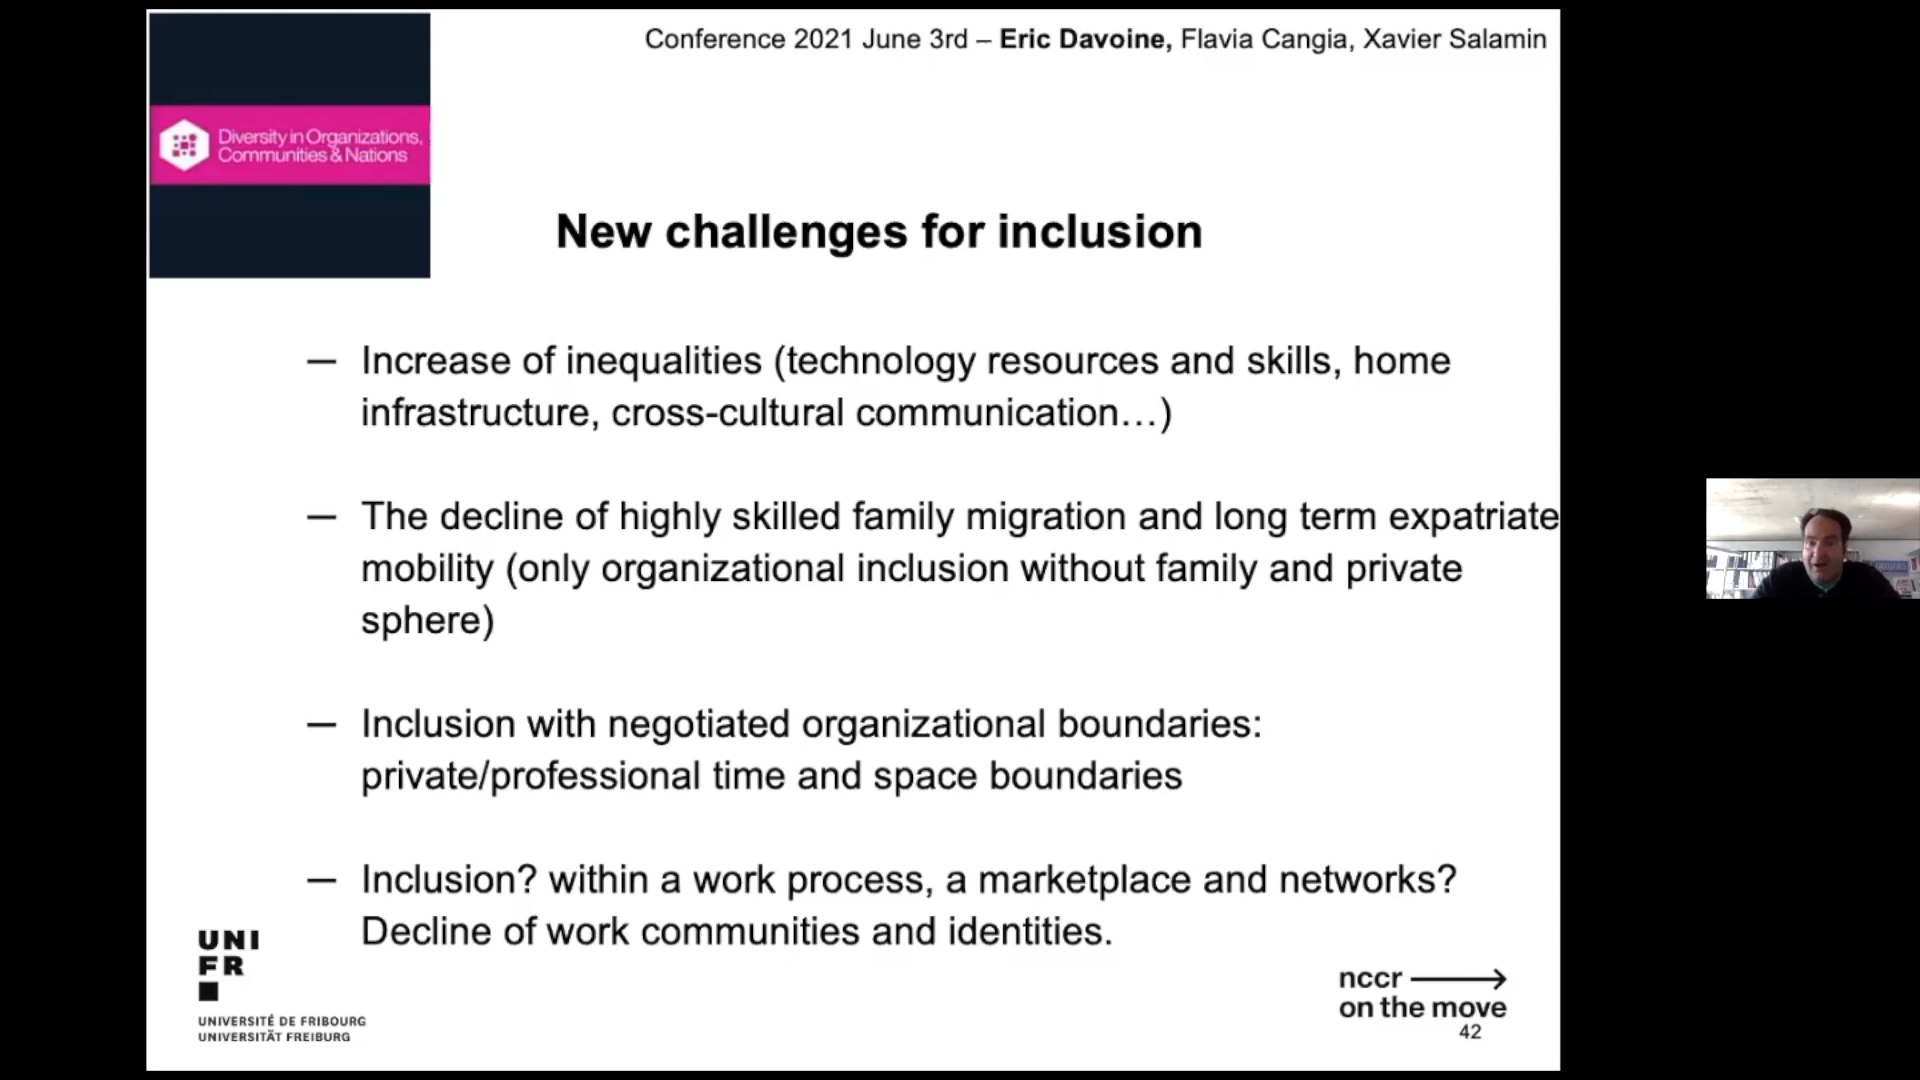 Conference 2021 June 3rd – Eric Davoine, Flavia Cangia, Xavier Salamin
Diversity in Organizations,
Communities & Nations
New challenges for inclusion
— Increase of inequalities (technology resources and skills, home
infrastructure, cross-cultural communication…)
— The decline of highly skilled family migration and long term expatriate
mobility (only organizational inclusion without family and private
sphere)
— Inclusion with negotiated organizational boundaries:
private/professional time and space boundaries
— Inclusion? within a work process, a marketplace and networks?
Decline of work communities and identities.
UNI
FR
UNIVERSITÉ DE FRIBOURG
UNIVERSITÄT FREIBURG
nccr
on the move
42